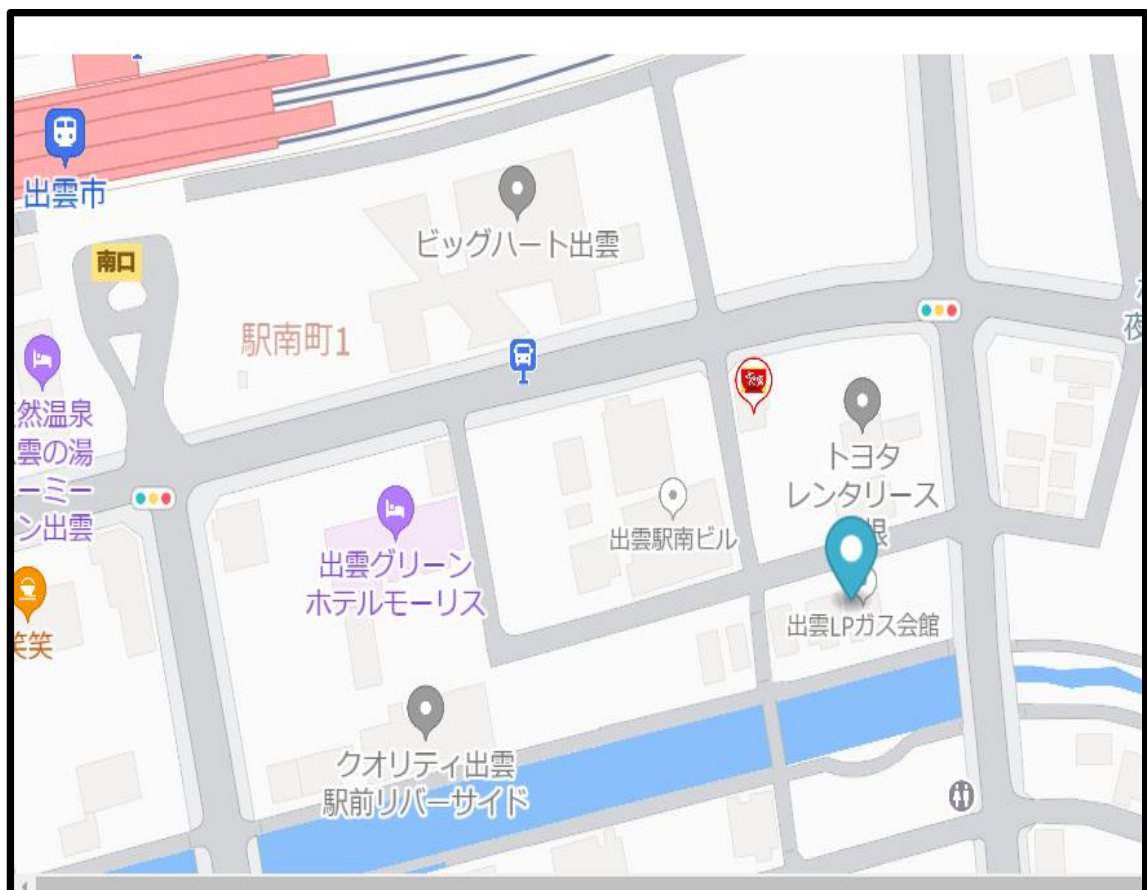 出雲市
ビッグハート出雲
南口
駅南町1
然温泉
雲の湯
ーミー
ン出雲
トヨタ
レンタリース
根
出雲駅南ビル
出雲グリーン
ホテルモーリス
出雲LPガス会館
笑笑
クオリティ出雲
駅前リバーサイド
夜